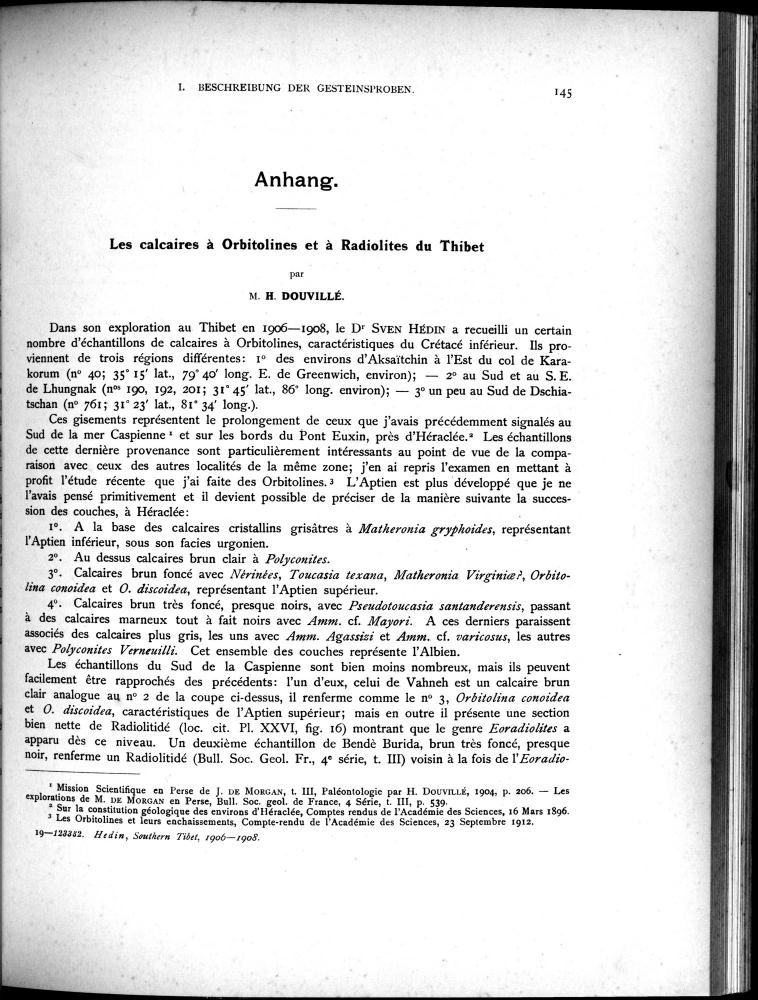 I. BESCHREIBUNG DER GESTEINSPROBEN.
145
Anhang.
Les calcaires à Orbitolines et à Radiolites du Thibet
par
M. H. DOUVILLÉ.
Dans son exploration au Thibet en 1906—1908, le Dr SVEN HÉDIN a recueilli un certain
nombre d'échantillons de calcaires à Orbitolines, caractéristiques du Crétacé inférieur. Ils pro-
viennent de trois régions différentes: 1° des environs d'Aksaïtchin à l'Est du col de Kara-
korum (n° 40; 35° 15′ lat., 79° 40′ long. E. de Greenwich, environ); — 2° au Sud et au S. E.
de Lhungnak (nos 190, 192, 201; 31° 45′ lat., 86° long. environ); — 3° un peu au Sud de Dschia-
tschan (n° 761; 31° 23′ lat., 81° 34′ long.).
Ces gisements représentent le prolongement de ceux que j'avais précédemment signalés au
Sud de la mer Caspienne ¹ et sur les bords du Pont Euxin, près d'Héraclée.² Les échantillons
de cette dernière provenance sont particulièrement intéressants au point de vue de la compa-
raison avec ceux des autres localités de la même zone; j'en ai repris l'examen en mettant à
profit l'étude récente que j'ai faite des Orbitolines.³ L'Aptien est plus développé que je ne
l'avais pensé primitivement et il devient possible de préciser de la manière suivante la succes-
sion des couches, à Héraclée:
1°. A la base des calcaires cristallins grisâtres à Matheronia gryphoides, représentant
l'Aptien inférieur, sous son facies urgonien.
2°. Au dessus calcaires brun clair à Polyconites.
3°. Calcaires brun foncé avec Nérinées, Toucasia texana, Matheronia Virginiæ?, Orbito-
lina conoidea et O. discoidea, représentant l'Aptien supérieur.
4°. Calcaires brun très foncé, presque noirs, avec Pseudotoucasia santanderensis, passant
à des calcaires marneux tout à fait noirs avec Amm. cf. Mayori. A ces derniers paraissent
associés des calcaires plus gris, les uns avec Amm. Agassizi et Amm. cf. varicosus, les autres
avec Polyconites Verneuilli. Cet ensemble des couches représente l'Albien.
Les échantillons du Sud de la Caspienne sont bien moins nombreux, mais ils peuvent
facilement être rapprochés des précédents: l'un d'eux, celui de Vahneh est un calcaire brun
clair analogue au n° 2 de la coupe ci-dessus, il renferme comme le n° 3, Orbitolina conoidea
et O. discoidea, caractéristiques de l'Aptien supérieur; mais en outre il présente une section
bien nette de Radiolitidé (loc. cit. Pl. XXVI, fig. 16) montrant que le genre Eoradiolites a
apparu dès ce niveau. Un deuxième échantillon de Bendè Burida, brun très foncé, presque
noir, renferme un Radiolitidé (Bull. Soc. Geol. Fr., 4e série, t. III) voisin à la fois de l'Eoradio-
¹ Mission Scientifique en Perse de J. DE MORGAN, t. III, Paléontologie par H. DOUVILLÉ, 1904, p. 206. — Les
explorations de M. DE MORGAN en Perse, Bull. Soc. geol. de France, 4 Série, t. III, p. 539.
² Sur la constitution géologique des environs d'Héraclée, Comptes rendus de l'Académie des Sciences, 16 Mars 1896.
³ Les Orbitolines et leurs enchaissements, Compte-rendu de l'Académie des Sciences, 23 Septembre 1912.
19—123352. Hedin, Southern Tibet, 1906—1908.